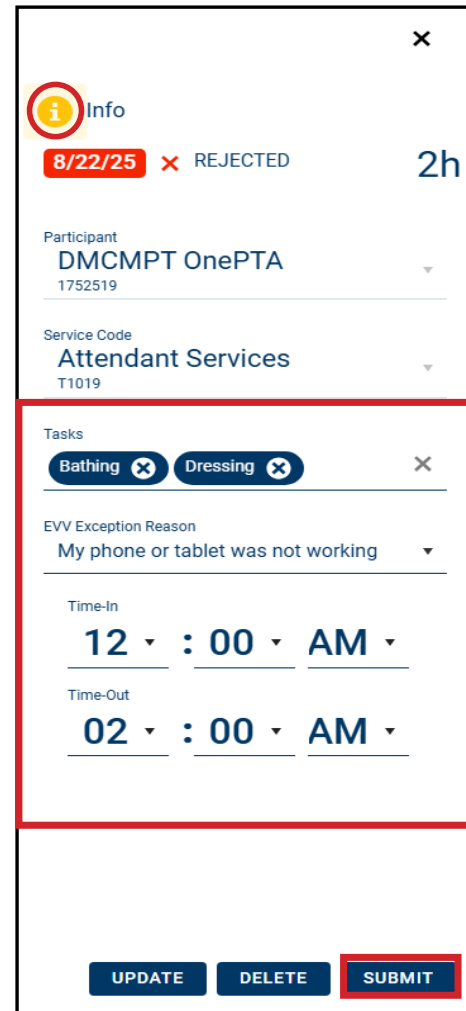 ×
i Info
8/22/25 × REJECTED 2h
Participant
DMCMPT OnePTA
1752519
Service Code
Attendant Services
T1019
Tasks
Bathing × Dressing × ×
EVV Exception Reason
My phone or tablet was not working
Time-In
12 : 00 AM
Time-Out
02 : 00 AM
UPDATE DELETE SUBMIT